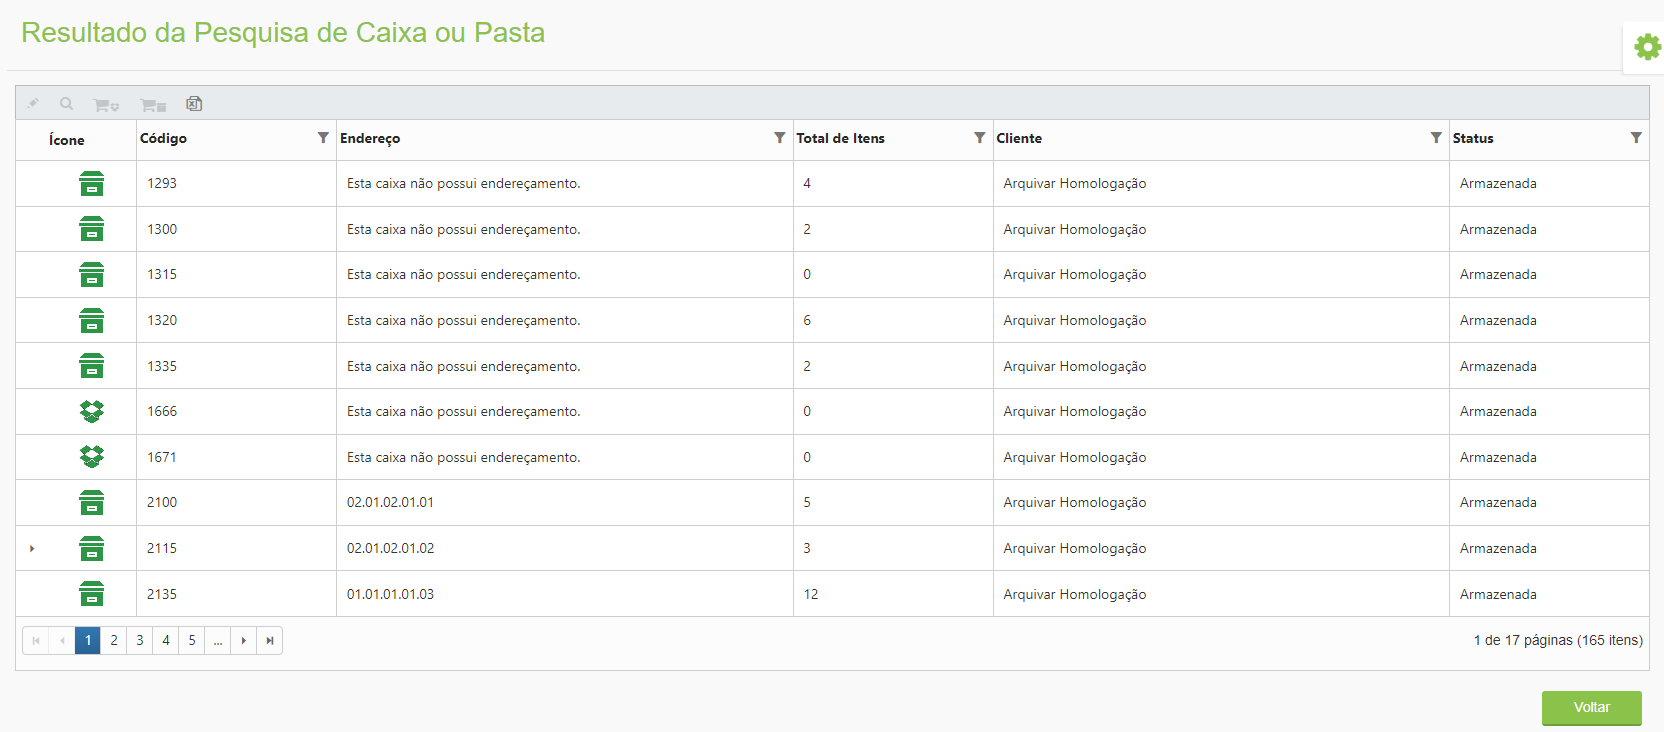 Resultado da Pesquisa de Caixa ou Pasta
Ícone Código Endereço Total de Itens Cliente Status
1293 Esta caixa não possui endereçamento. 4 Arquivar Homologação Armazenada
1300 Esta caixa não possui endereçamento. 2 Arquivar Homologação Armazenada
1315 Esta caixa não possui endereçamento. 0 Arquivar Homologação Armazenada
1320 Esta caixa não possui endereçamento. 6 Arquivar Homologação Armazenada
1335 Esta caixa não possui endereçamento. 2 Arquivar Homologação Armazenada
1666 Esta caixa não possui endereçamento. 0 Arquivar Homologação Armazenada
1671 Esta caixa não possui endereçamento. 0 Arquivar Homologação Armazenada
2100 02.01.02.01.01 5 Arquivar Homologação Armazenada
2115 02.01.02.01.02 3 Arquivar Homologação Armazenada
2135 01.01.01.01.03 12 Arquivar Homologação Armazenada
1 2 3 4 5 ... 1 de 17 páginas (165 itens)
Voltar